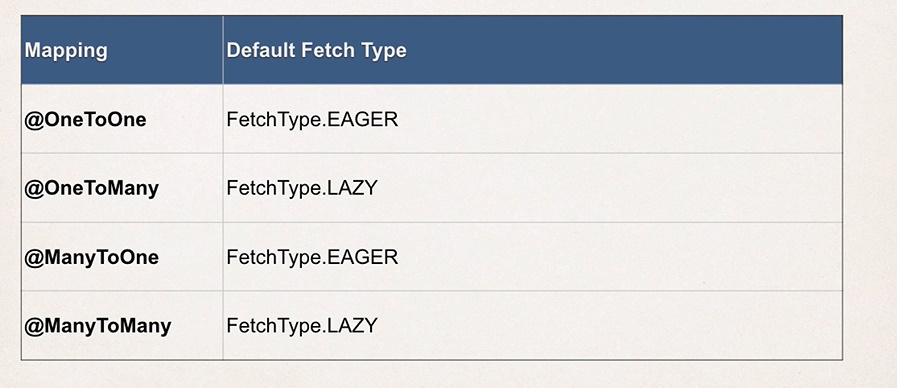 Mapping Default Fetch Type
@OneToOne FetchType.EAGER
@OneToMany FetchType.LAZY
@ManyToOne FetchType.EAGER
@ManyToMany FetchType.LAZY